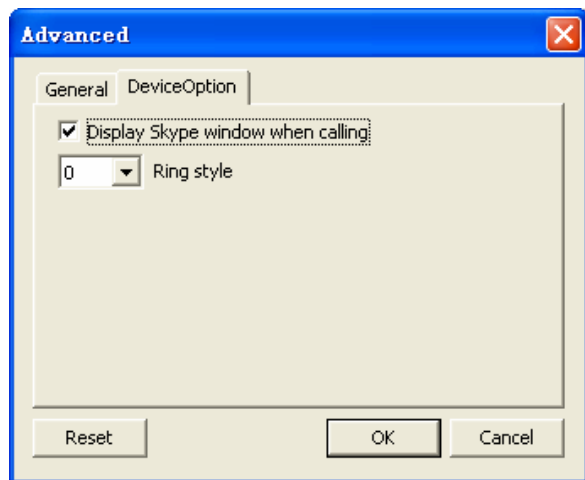 Advanced
General DeviceOption
Display Skype window when calling
0 Ring style
Reset OK Cancel